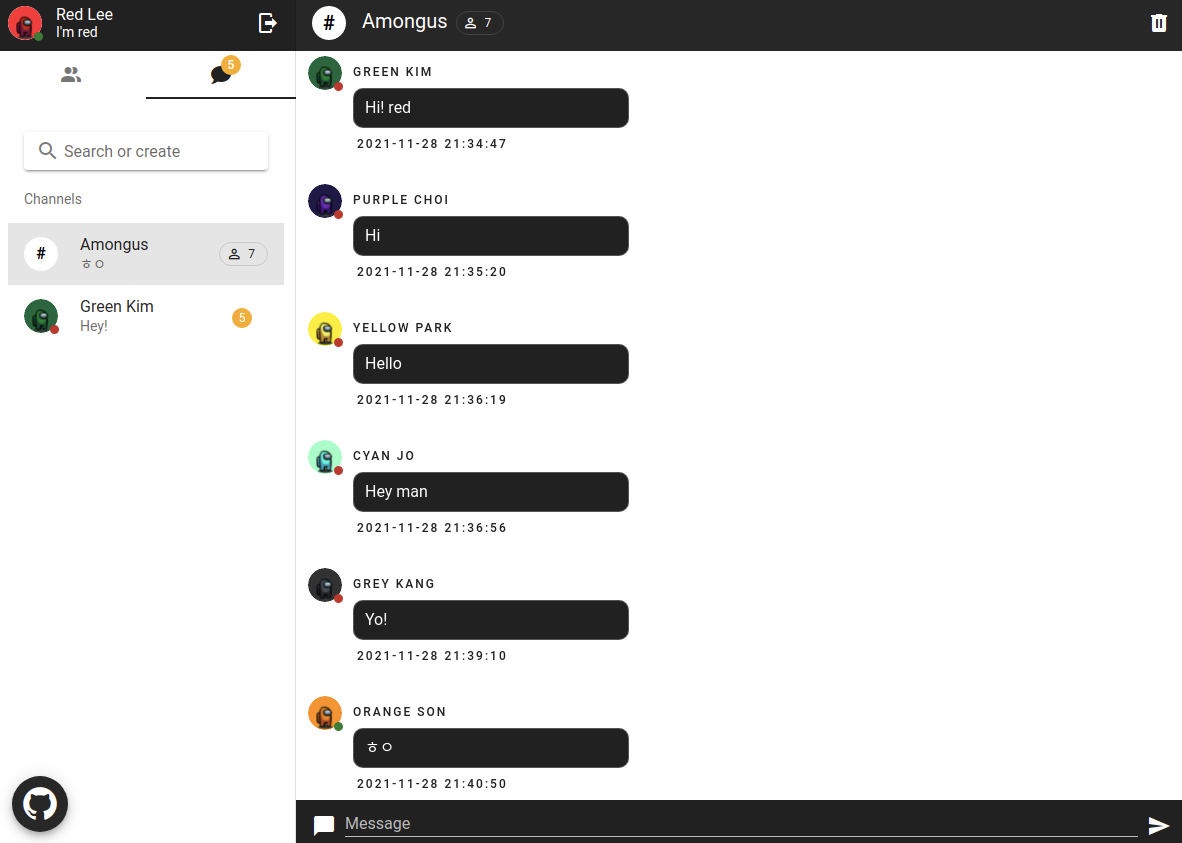 Red Lee
I'm red
5
Search or create
Channels
#
Amongus
ㅎㅇ
7
Green Kim
Hey!
5
#
Amongus
7
GREEN KIM
Hi! red
2021-11-28 21:34:47
PURPLE CHOI
Hi
2021-11-28 21:35:20
YELLOW PARK
Hello
2021-11-28 21:36:19
CYAN JO
Hey man
2021-11-28 21:36:56
GREY KANG
Yo!
2021-11-28 21:39:10
ORANGE SON
ㅎㅇ
2021-11-28 21:40:50
Message